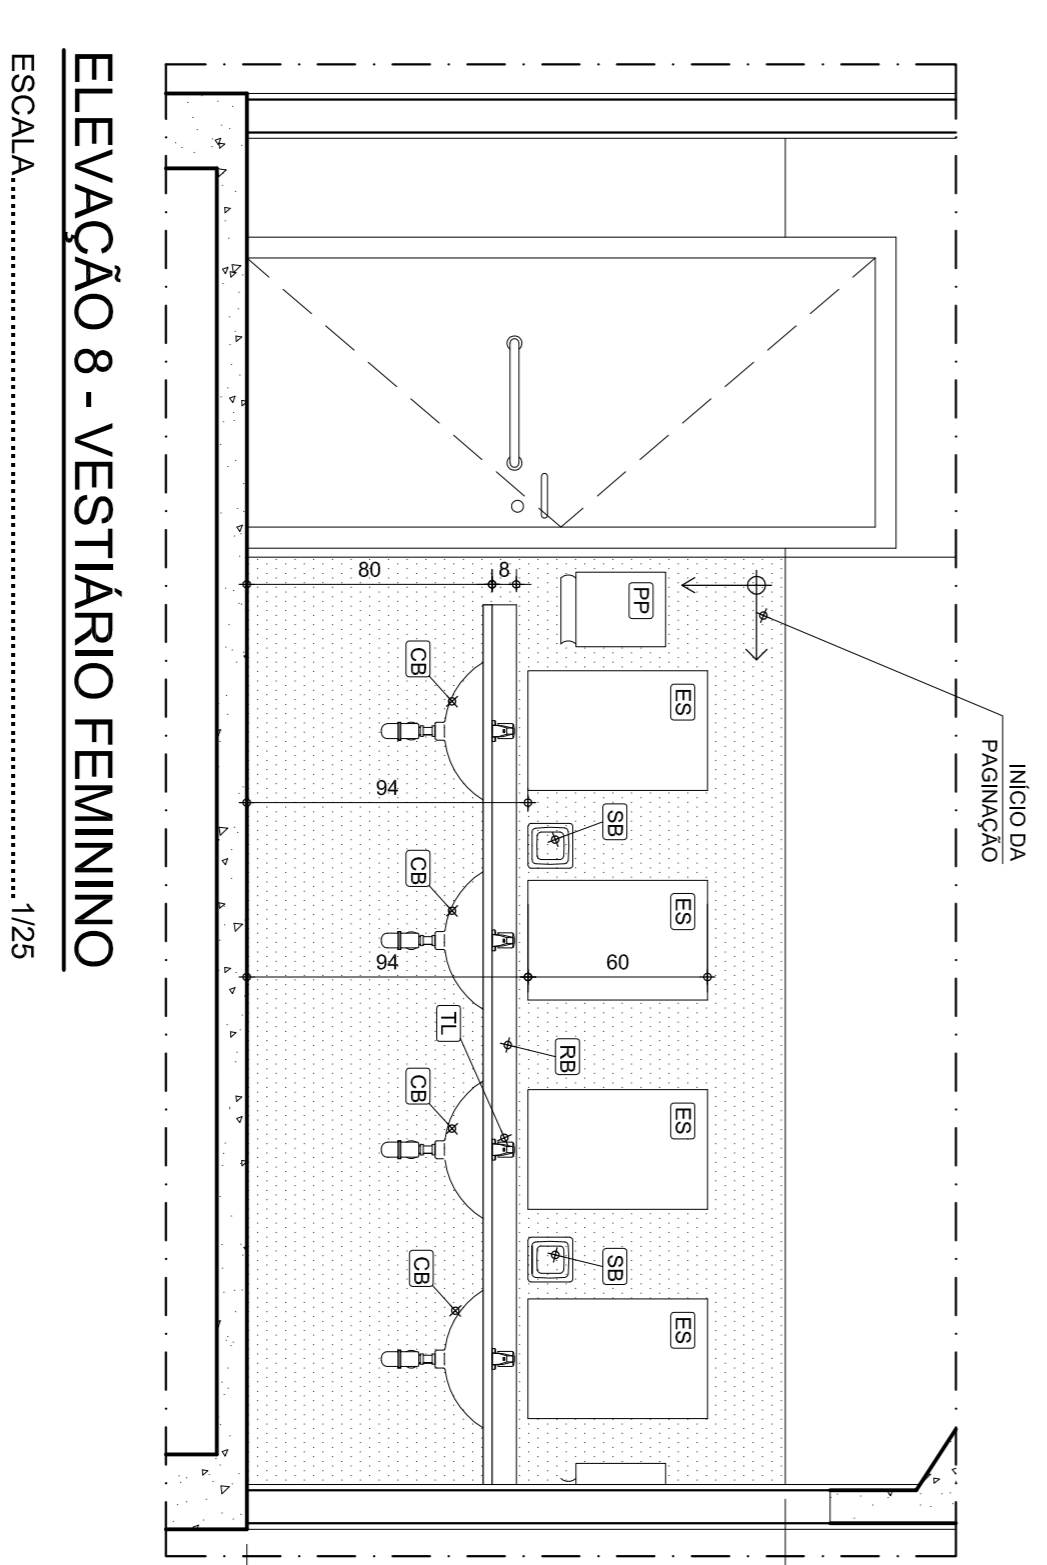 INÍCIO DA
PAGINAÇÃO
PP
ES
ES
ES
ES
SB
SB
RB
TL
CB
CB
CB
CB
80
8
94
94
60
ELEVAÇÃO 8 - VESTIÁRIO FEMININO
ESCALA..........................................................................1/25